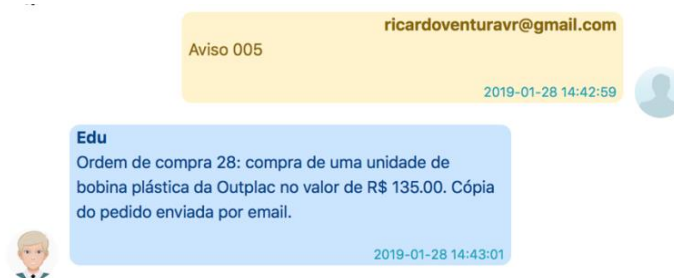 ricardoventuravr@gmail.com
Aviso 005
2019-01-28 14:42:59
Edu
Ordem de compra 28: compra de uma unidade de
bobina plástica da Outplac no valor de R$ 135.00. Cópia
do pedido enviada por email.
2019-01-28 14:43:01